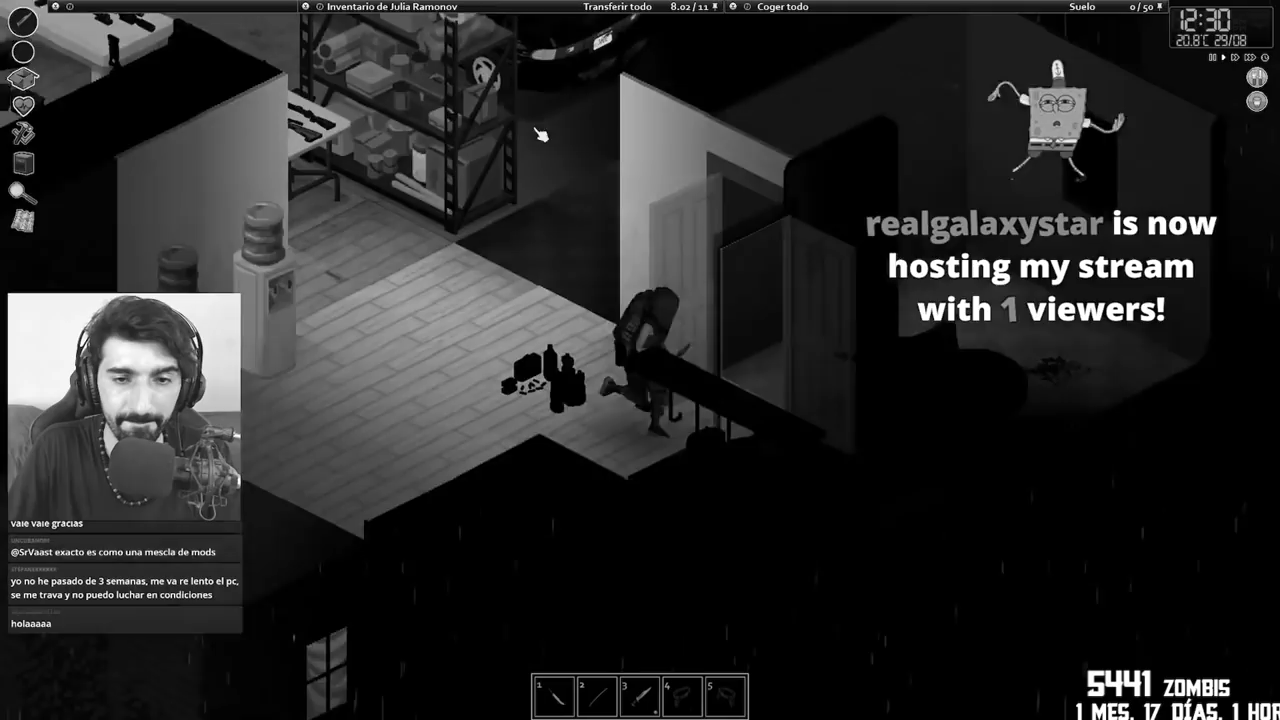 Inventario de Julia Ramonov
Transferir todo
8.02 / 11
Coger todo
Suelo
0 / 50
12:30
20.8°C 29/08
realgalaxystar is now
hosting my stream
with 1 viewers!
vale vale gracias
@SrVaast exacto es como una mescla de mods
yo no he pasado de 3 semanas, me va re lento el pc,
se me trava y no puedo luchar en condiciones
holaaaaa
1
2
3
4
5
5441 ZOMBIS
1 MES, 17 DÍAS, 1 HOR